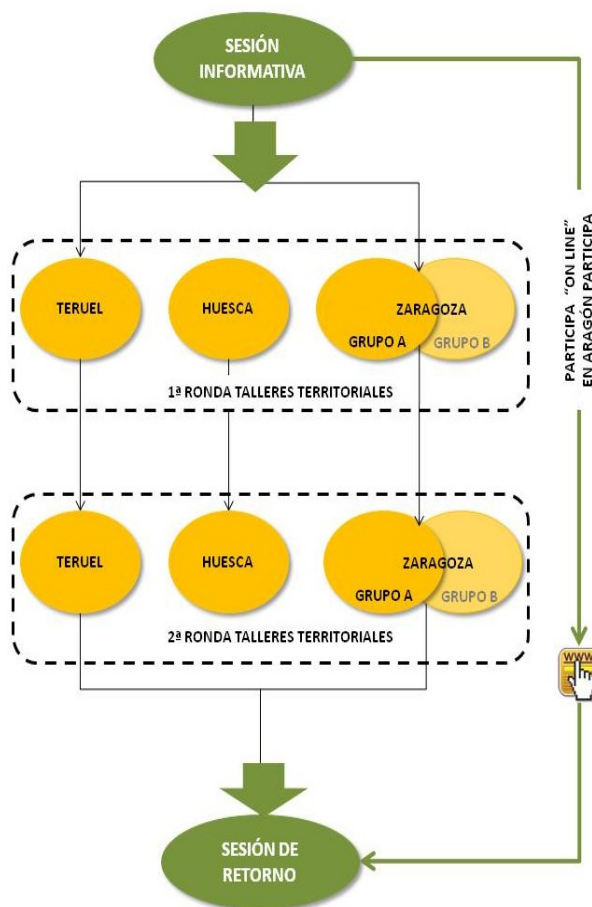 SESIÓN
INFORMATIVA
TERUEL
HUESCA
ZARAGOZA
GRUPO A
GRUPO B
1ª RONDA TALLERES TERRITORIALES
TERUEL
HUESCA
ZARAGOZA
GRUPO A
GRUPO B
2ª RONDA TALLERES TERRITORIALES
PARTICIPA "ON LINE"
EN ARAGÓN PARTICIPA
WWW
SESIÓN DE
RETORNO